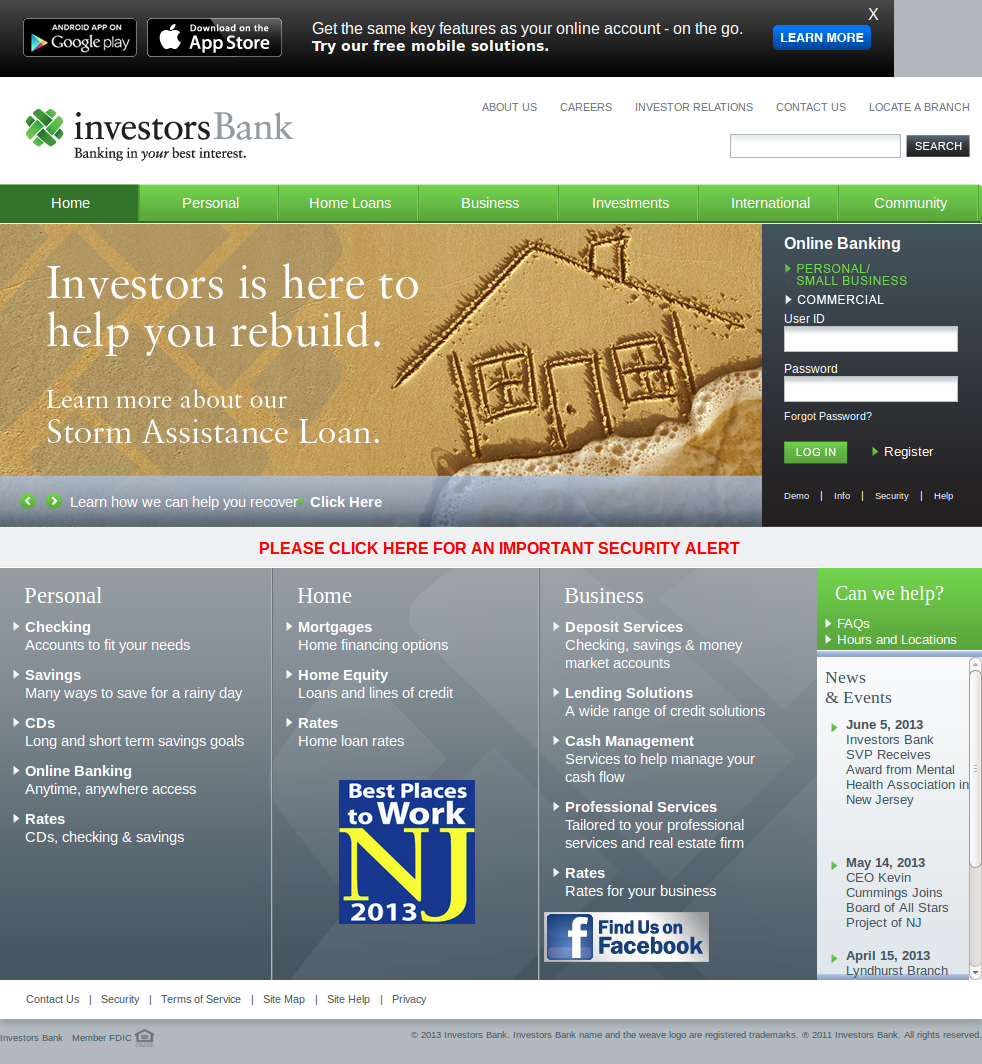 ANDROID APP ON
Google play
Download on the
App Store
Get the same key features as your online account - on the go.
Try our free mobile solutions.
X
LEARN MORE
ABOUT US
CAREERS
INVESTOR RELATIONS
CONTACT US
LOCATE A BRANCH
investorsBank
Banking in your best interest.
SEARCH
Home
Personal
Home Loans
Business
Investments
International
Community
Investors is here to
help you rebuild.
Learn more about our
Storm Assistance Loan.
Learn how we can help you recover Click Here
Online Banking
PERSONAL/
SMALL BUSINESS
COMMERCIAL
User ID
Password
Forgot Password?
LOG IN
Register
Demo | Info | Security | Help
PLEASE CLICK HERE FOR AN IMPORTANT SECURITY ALERT
Personal
Checking
Accounts to fit your needs
Savings
Many ways to save for a rainy day
CDs
Long and short term savings goals
Online Banking
Anytime, anywhere access
Rates
CDs, checking & savings
Home
Mortgages
Home financing options
Home Equity
Loans and lines of credit
Rates
Home loan rates
Best Places
to Work
NJ
2013
Business
Deposit Services
Checking, savings & money
market accounts
Lending Solutions
A wide range of credit solutions
Cash Management
Services to help manage your
cash flow
Professional Services
Tailored to your professional
services and real estate firm
Rates
Rates for your business
f
Find Us on
Facebook
Can we help?
FAQs
Hours and Locations
News
& Events
June 5, 2013
Investors Bank
SVP Receives
Award from Mental
Health Association in
New Jersey
May 14, 2013
CEO Kevin
Cummings Joins
Board of All Stars
Project of NJ
April 15, 2013
Lyndhurst Branch
Contact Us | Security | Terms of Service | Site Map | Site Help | Privacy
Investors Bank Member FDIC
© 2013 Investors Bank. Investors Bank name and the weave logo are registered trademarks. ® 2011 Investors Bank. All rights reserved.